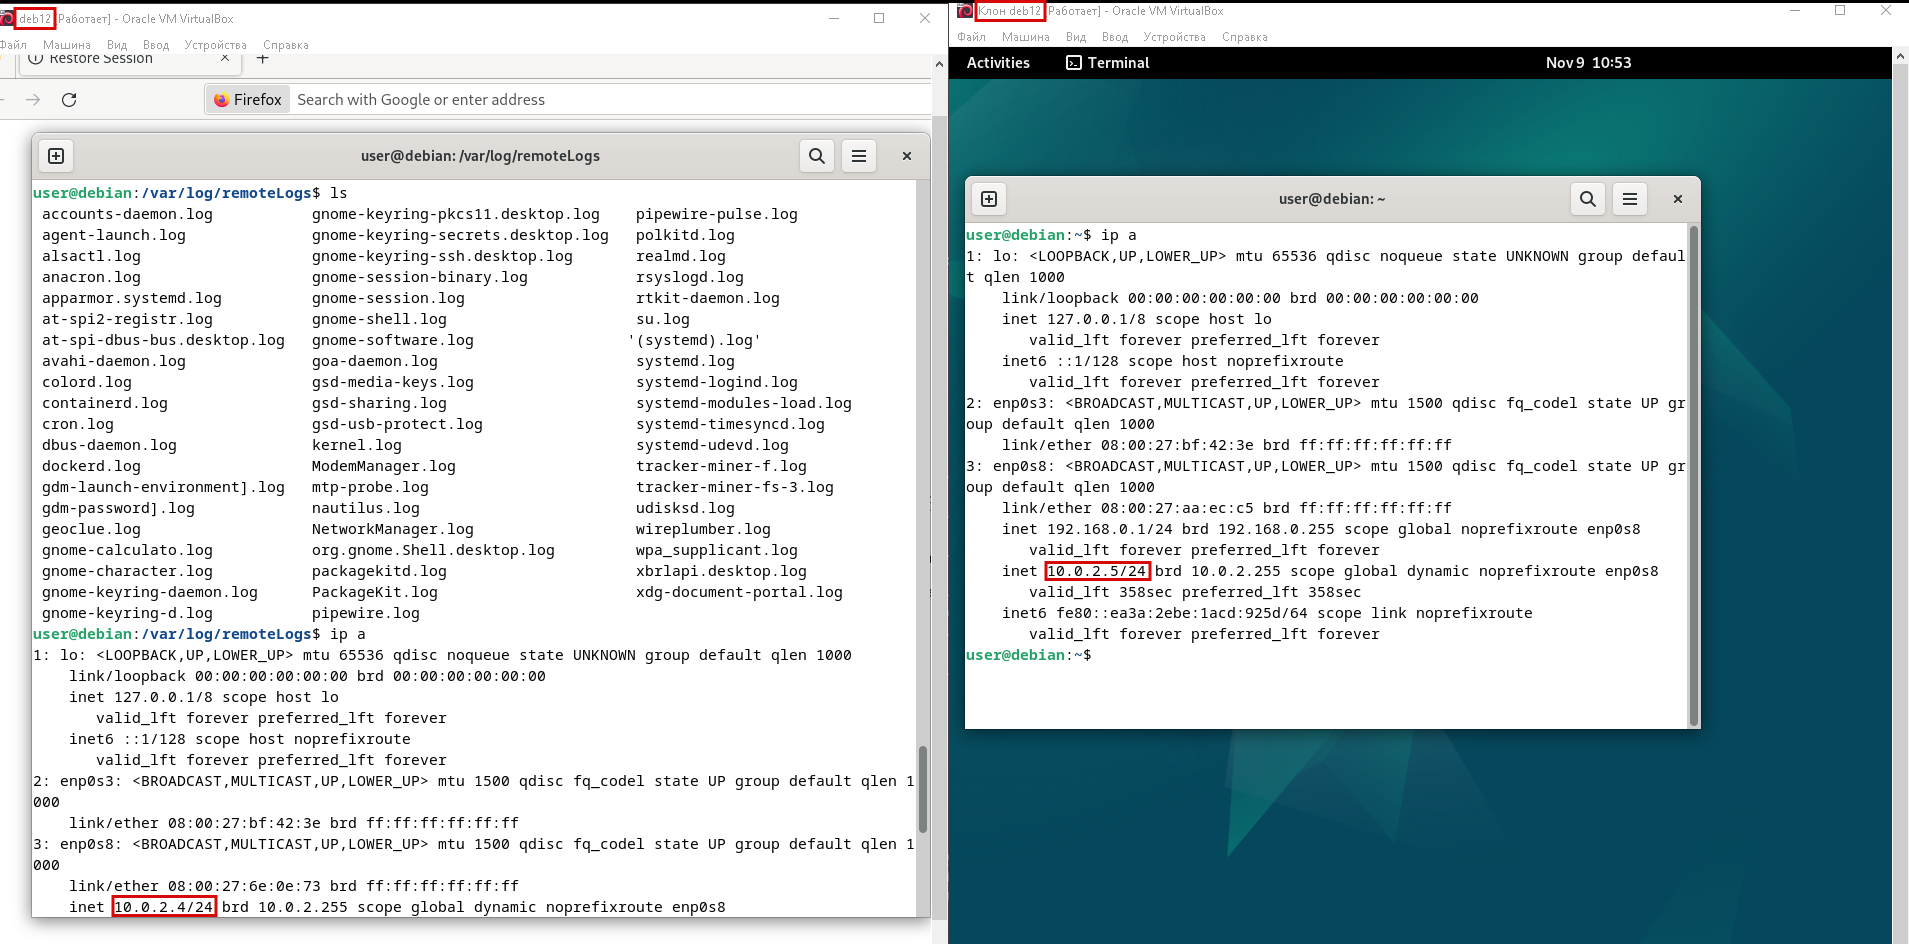 deb12 [Работает] - Oracle VM VirtualBox
Файл Машина Вид Ввод Устройства Справка
Restore Session
Firefox Search with Google or enter address
user@debian: /var/log/remoteLogs
user@debian:/var/log/remoteLogs$ ls
accounts-daemon.log gnome-keyring-pkcs11.desktop.log pipewire-pulse.log
agent-launch.log gnome-keyring-secrets.desktop.log polkitd.log
alsactl.log gnome-keyring-ssh.desktop.log realmd.log
anacron.log gnome-session-binary.log rsyslogd.log
apparmor.systemd.log gnome-session.log rtkit-daemon.log
at-spi2-registr.log gnome-shell.log su.log
at-spi-dbus-bus.desktop.log gnome-software.log '(systemd).log'
avahi-daemon.log goa-daemon.log systemd.log
colord.log gsd-media-keys.log systemd-logind.log
containerd.log gsd-sharing.log systemd-modules-load.log
cron.log gsd-usb-protect.log systemd-timesyncd.log
dbus-daemon.log kernel.log systemd-udevd.log
dockerd.log ModemManager.log tracker-miner-f.log
gdm-launch-environment].log mtp-probe.log tracker-miner-fs-3.log
gdm-password].log nautilus.log udisksd.log
geoclue.log NetworkManager.log wireplumber.log
gnome-calculato.log org.gnome.Shell.desktop.log wpa_supplicant.log
gnome-character.log packagekitd.log xbrlapi.desktop.log
gnome-keyring-daemon.log PackageKit.log xdg-document-portal.log
gnome-keyring-d.log pipewire.log
user@debian:/var/log/remoteLogs$ ip a
1: lo: <LOOPBACK,UP,LOWER_UP> mtu 65536 qdisc noqueue state UNKNOWN group default qlen 1000
link/loopback 00:00:00:00:00:00 brd 00:00:00:00:00:00
inet 127.0.0.1/8 scope host lo
valid_lft forever preferred_lft forever
inet6 ::1/128 scope host noprefixroute
valid_lft forever preferred_lft forever
2: enp0s3: <BROADCAST,MULTICAST,UP,LOWER_UP> mtu 1500 qdisc fq_codel state UP group default qlen 1
000
link/ether 08:00:27:bf:42:3e brd ff:ff:ff:ff:ff:ff
3: enp0s8: <BROADCAST,MULTICAST,UP,LOWER_UP> mtu 1500 qdisc fq_codel state UP group default qlen 1
000
link/ether 08:00:27:6e:0e:73 brd ff:ff:ff:ff:ff:ff
inet 10.0.2.4/24 brd 10.0.2.255 scope global dynamic noprefixroute enp0s8
Клон deb12 [Работает] - Oracle VM VirtualBox
Файл Машина Вид Ввод Устройства Справка
Activities Terminal Nov 9 10:53
user@debian: ~
user@debian:~$ ip a
1: lo: <LOOPBACK,UP,LOWER_UP> mtu 65536 qdisc noqueue state UNKNOWN group defaul
t qlen 1000
link/loopback 00:00:00:00:00:00 brd 00:00:00:00:00:00
inet 127.0.0.1/8 scope host lo
valid_lft forever preferred_lft forever
inet6 ::1/128 scope host noprefixroute
valid_lft forever preferred_lft forever
2: enp0s3: <BROADCAST,MULTICAST,UP,LOWER_UP> mtu 1500 qdisc fq_codel state UP gr
oup default qlen 1000
link/ether 08:00:27:bf:42:3e brd ff:ff:ff:ff:ff:ff
3: enp0s8: <BROADCAST,MULTICAST,UP,LOWER_UP> mtu 1500 qdisc fq_codel state UP gr
oup default qlen 1000
link/ether 08:00:27:aa:ec:c5 brd ff:ff:ff:ff:ff:ff
inet 192.168.0.1/24 brd 192.168.0.255 scope global noprefixroute enp0s8
valid_lft forever preferred_lft forever
inet 10.0.2.5/24 brd 10.0.2.255 scope global dynamic noprefixroute enp0s8
valid_lft 358sec preferred_lft 358sec
inet6 fe80::ea3a:2ebe:1acd:925d/64 scope link noprefixroute
valid_lft forever preferred_lft forever
user@debian:~$